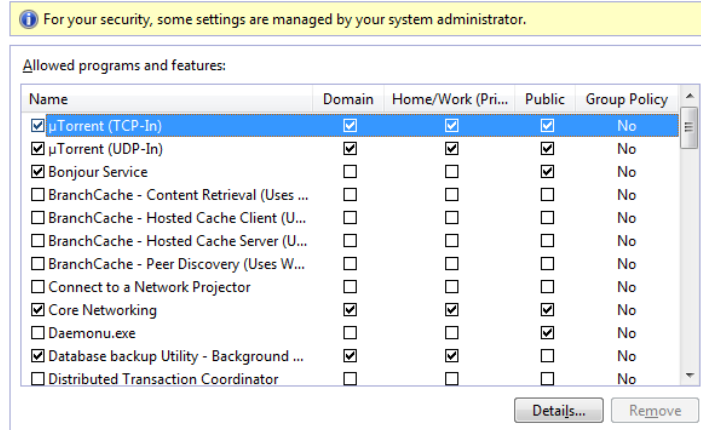 For your security, some settings are managed by your system administrator.
Allowed programs and features:
Name Domain Home/Work (Pri... Public Group Policy
µTorrent (TCP-In) No
µTorrent (UDP-In) No
Bonjour Service No
BranchCache - Content Retrieval (Uses ... No
BranchCache - Hosted Cache Client (U... No
BranchCache - Hosted Cache Server (U... No
BranchCache - Peer Discovery (Uses W... No
Connect to a Network Projector No
Core Networking No
Daemonu.exe No
Database backup Utility - Background ... No
Distributed Transaction Coordinator No
Details... Remove